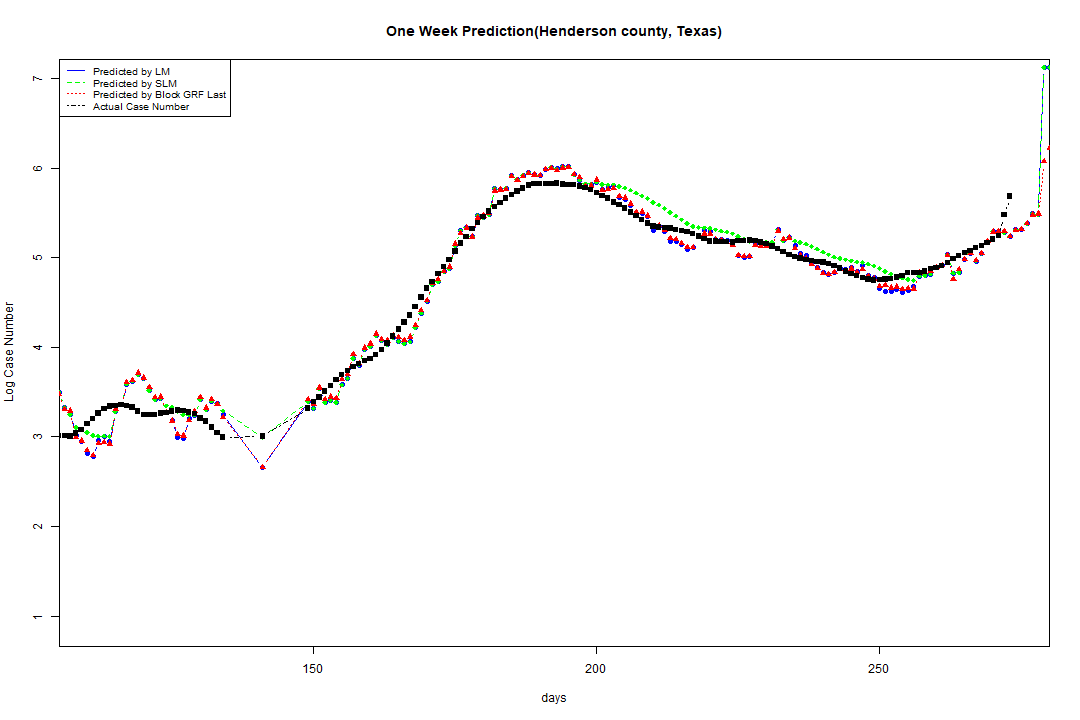 One Week Prediction(Henderson county, Texas)
Predicted by LM
Predicted by SLM
Predicted by Block GRF Last
Actual Case Number
7
6
5
4
3
2
1
Log Case Number
150
200
250
days